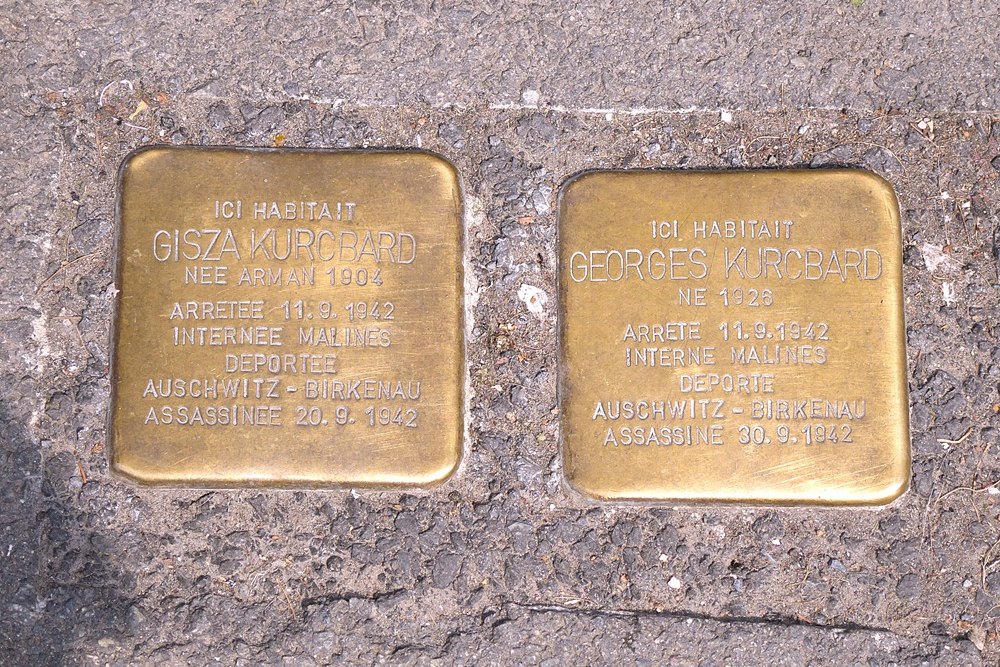 ICI HABITAIT
GISZA KURCBARD
NEE ARMAN 1904
ARRETEE 11.9.1942
INTERNEE MALINES
DEPORTEE
AUSCHWITZ-BIRKENAU
ASSASSINEE 20.9.1942
ICI HABITAIT
GEORGES KURCBARD
NE 1926
ARRETE 11.9.1942
INTERNE MALINES
DEPORTE
AUSCHWITZ-BIRKENAU
ASSASSINE 30.9.1942